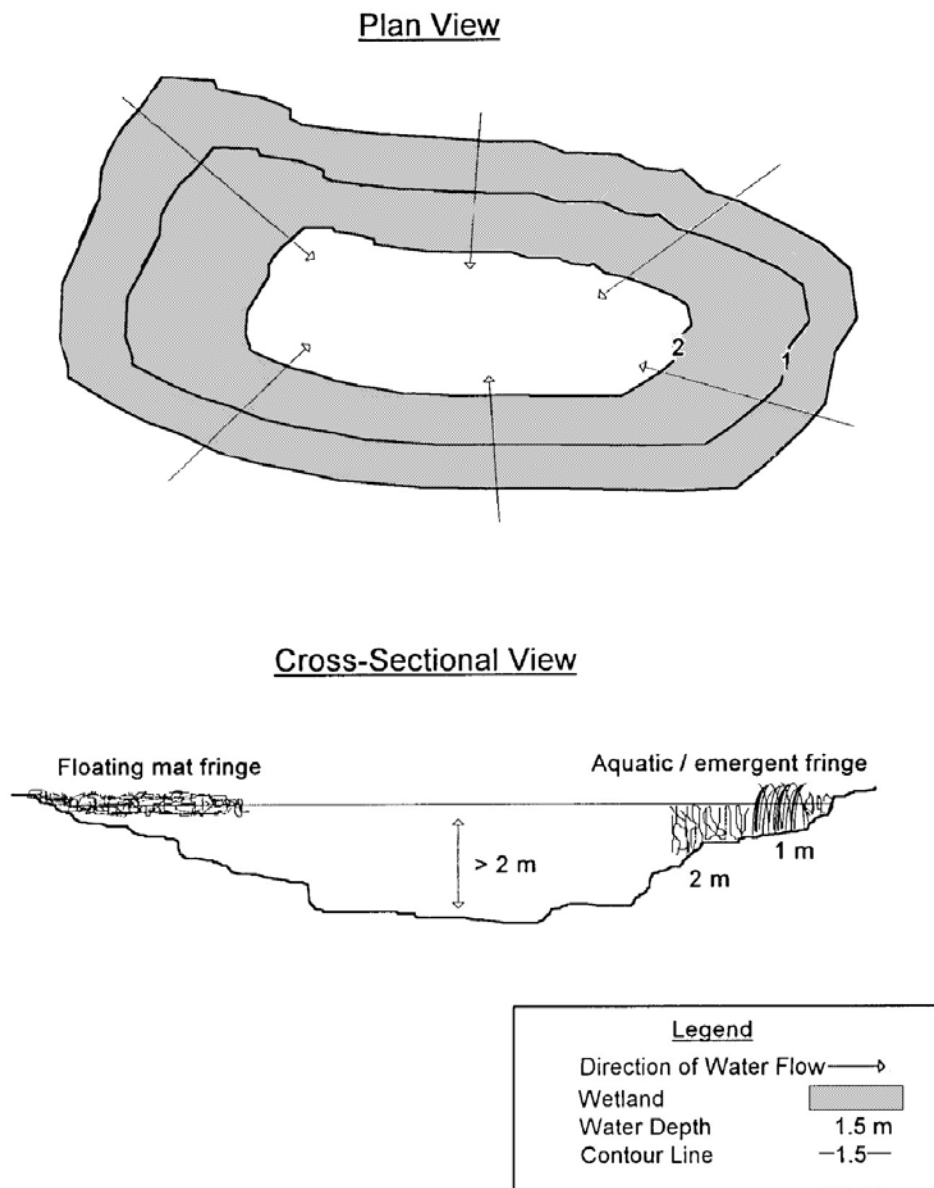 Plan View
2
1
Cross-Sectional View
Floating mat fringe
Aquatic / emergent fringe
> 2 m
1 m
2 m
Legend
Direction of Water Flow
Wetland
Water Depth 1.5 m
Contour Line —1.5—